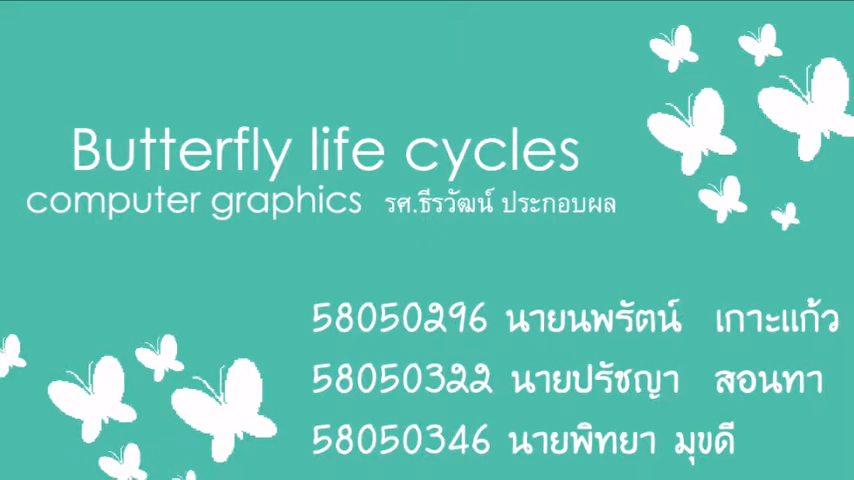 Butterfly life cycles
computer graphics รศ.ธีรวัฒน์ ประกอบผล
58050296 นายนพรัตน์ เกาะแก้ว
58050322 นายปรัชญา สอนทา
58050346 นายพิทยา มุขดี